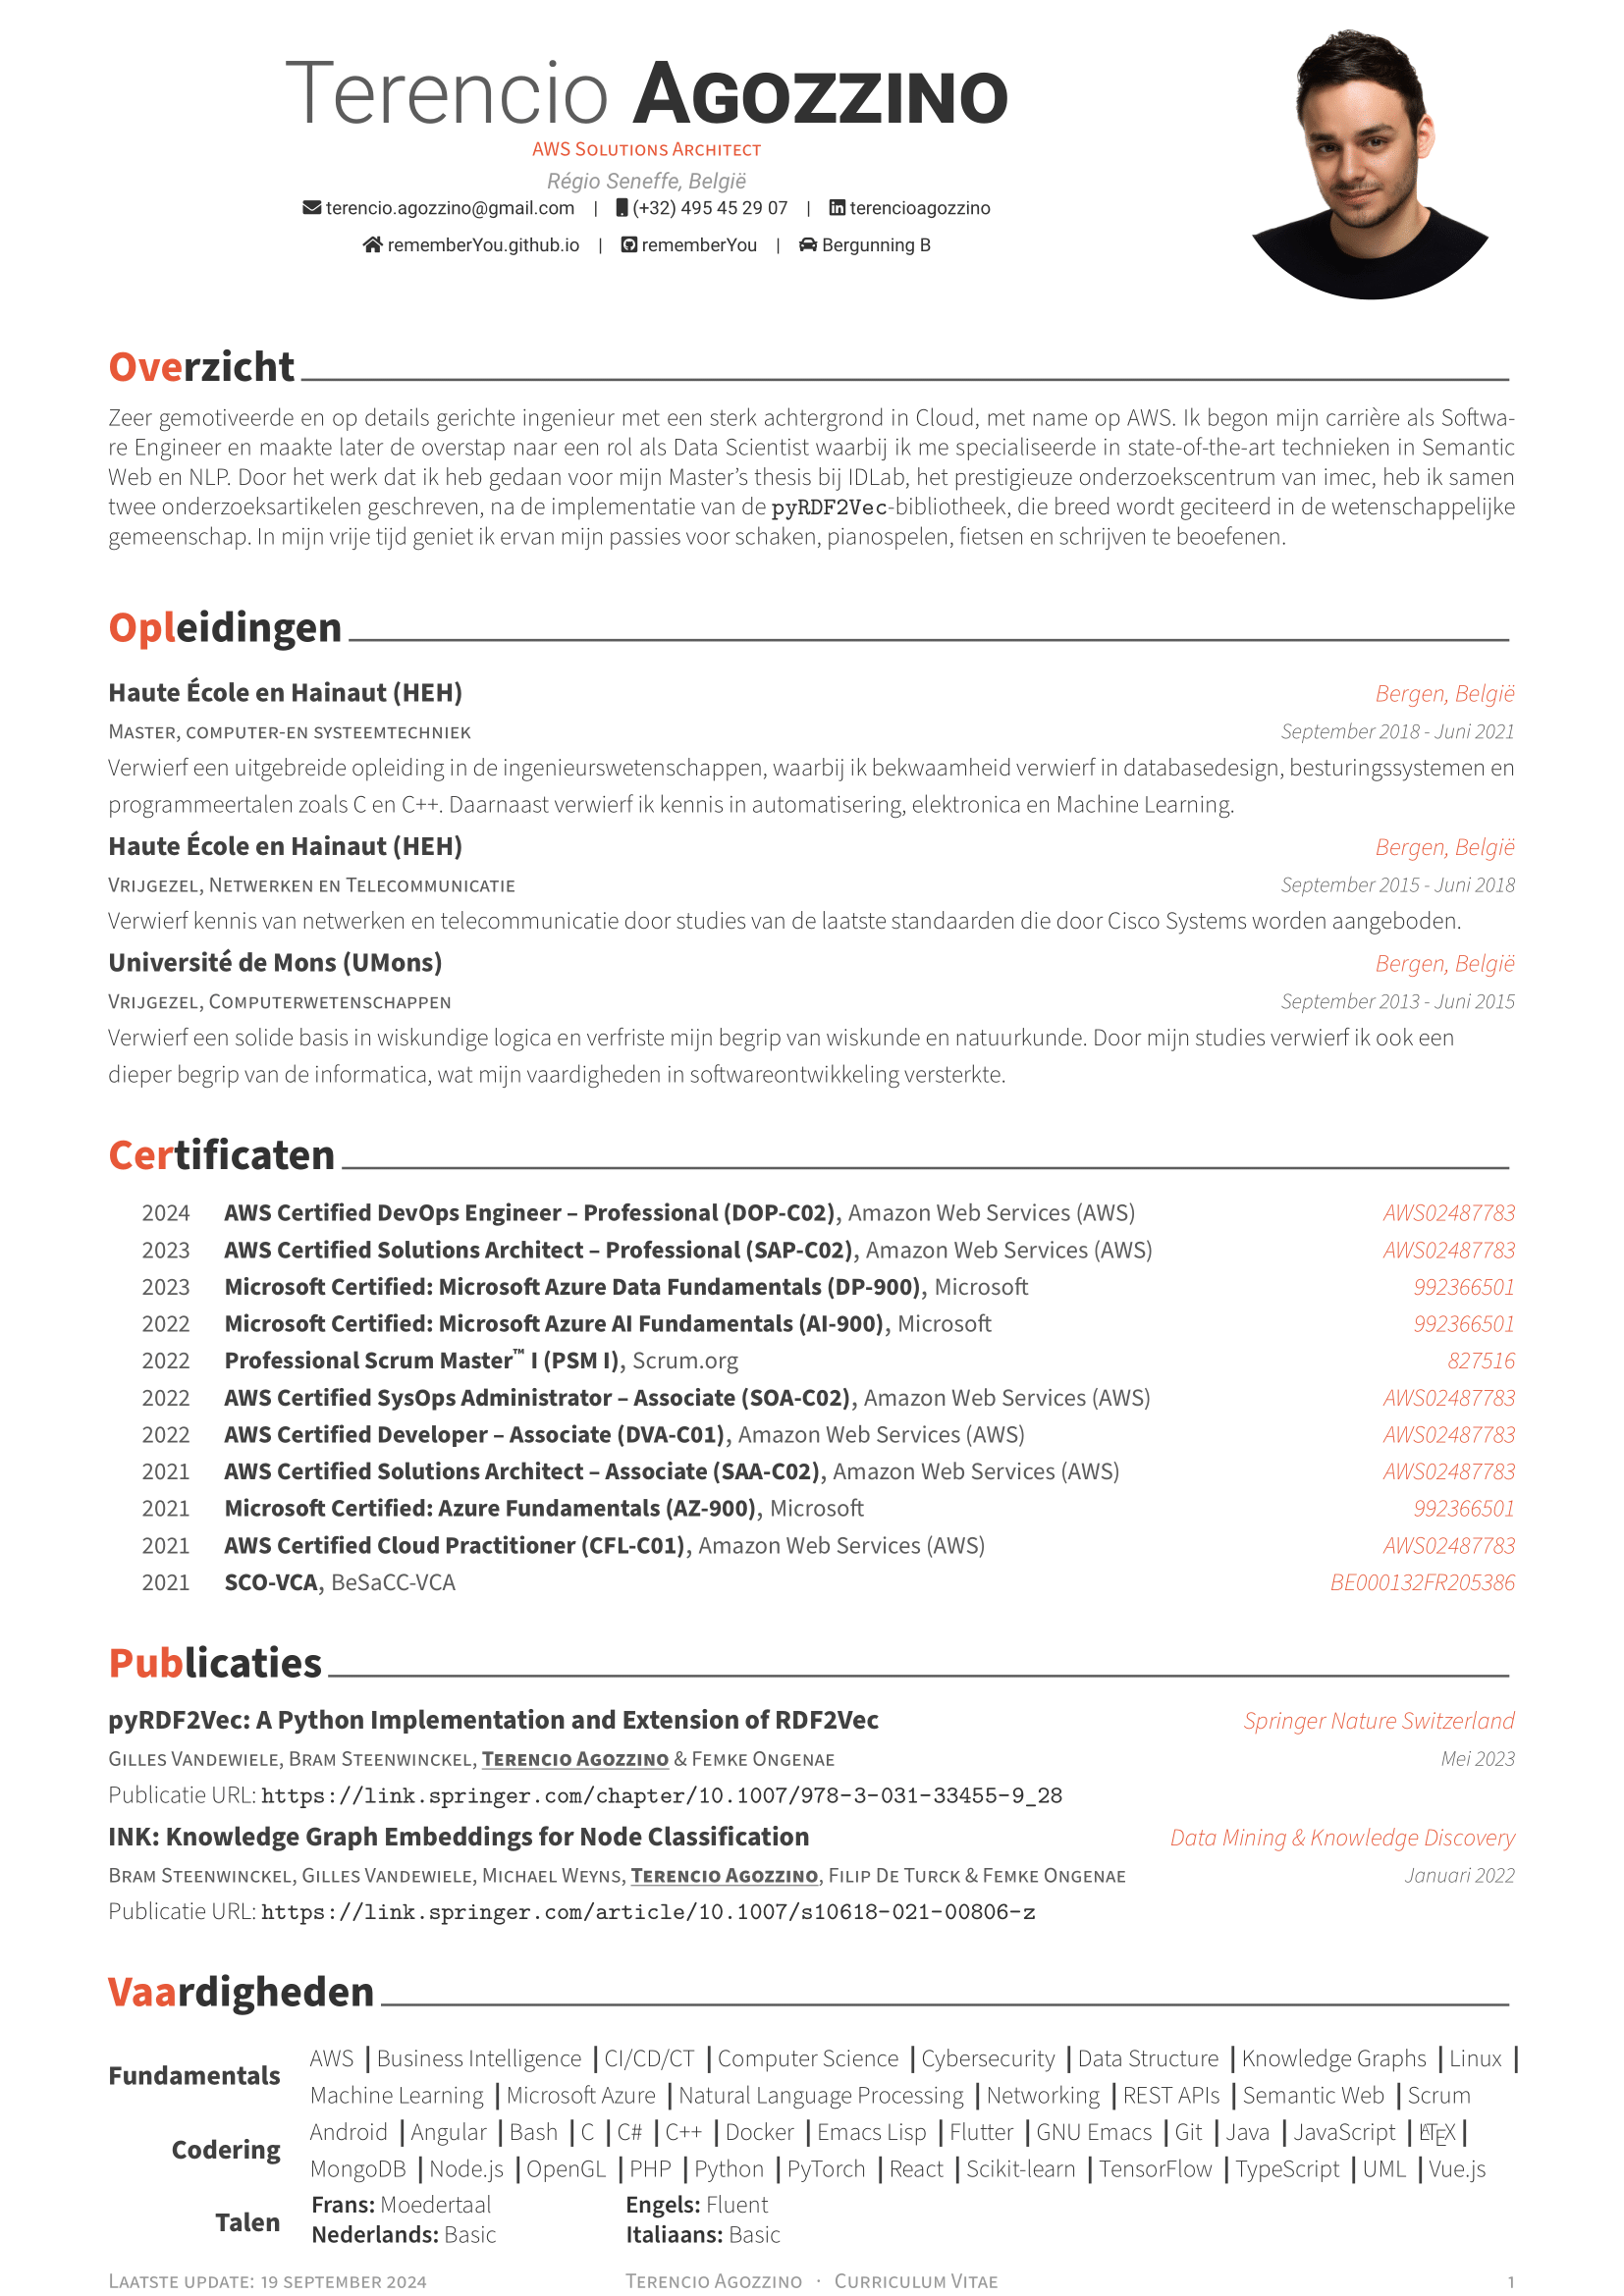 Terencio AGOZZINO
AWS SOLUTIONS ARCHITECT
Régio Seneffe, België
terencio.agozzino@gmail.com | (+32) 495 45 29 07 | terencioagozzino
rememberYou.github.io | rememberYou | Bergunning B
Overzicht
Zeer gemotiveerde en op details gerichte ingenieur met een sterk achtergrond in Cloud, met name op AWS. Ik begon mijn carrière als Softwa-
re Engineer en maakte later de overstap naar een rol als Data Scientist waarbij ik me specialiseerde in state-of-the-art technieken in Semantic
Web en NLP. Door het werk dat ik heb gedaan voor mijn Master's thesis bij IDLab, het prestigieuze onderzoekscentrum van imec, heb ik samen
twee onderzoeksartikelen geschreven, na de implementatie van de pyRDF2Vec-bibliotheek, die breed wordt geciteerd in de wetenschappelijke
gemeenschap. In mijn vrije tijd geniet ik ervan mijn passies voor schaken, pianospelen, fietsen en schrijven te beoefenen.
Opleidingen
Haute École en Hainaut (HEH) Bergen, België
MASTER, COMPUTER-EN SYSTEEMTECHNIEK September 2018 - Juni 2021
Verwierf een uitgebreide opleiding in de ingenieurswetenschappen, waarbij ik bekwaamheid verwierf in databasedesign, besturingssystemen en
programmeertalen zoals C en C++. Daarnaast verwierf ik kennis in automatisering, elektronica en Machine Learning.
Haute École en Hainaut (HEH) Bergen, België
VRIJGEZEL, NETWERKEN EN TELECOMMUNICATIE September 2015 - Juni 2018
Verwierf kennis van netwerken en telecommunicatie door studies van de laatste standaarden die door Cisco Systems worden aangeboden.
Université de Mons (UMons) Bergen, België
VRIJGEZEL, COMPUTERWETENSCHAPPEN September 2013 - Juni 2015
Verwierf een solide basis in wiskundige logica en verfriste mijn begrip van wiskunde en natuurkunde. Door mijn studies verwierf ik ook een
dieper begrip van de informatica, wat mijn vaardigheden in softwareontwikkeling versterkte.
Certificaten
2024 AWS Certified DevOps Engineer – Professional (DOP-C02), Amazon Web Services (AWS) AWS02487783
2023 AWS Certified Solutions Architect – Professional (SAP-C02), Amazon Web Services (AWS) AWS02487783
2023 Microsoft Certified: Microsoft Azure Data Fundamentals (DP-900), Microsoft 992366501
2022 Microsoft Certified: Microsoft Azure AI Fundamentals (AI-900), Microsoft 992366501
2022 Professional Scrum Master™ I (PSM I), Scrum.org 827516
2022 AWS Certified SysOps Administrator – Associate (SOA-C02), Amazon Web Services (AWS) AWS02487783
2022 AWS Certified Developer – Associate (DVA-C01), Amazon Web Services (AWS) AWS02487783
2021 AWS Certified Solutions Architect – Associate (SAA-C02), Amazon Web Services (AWS) AWS02487783
2021 Microsoft Certified: Azure Fundamentals (AZ-900), Microsoft 992366501
2021 AWS Certified Cloud Practitioner (CFL-C01), Amazon Web Services (AWS) AWS02487783
2021 SCO-VCA, BeSaCC-VCA BE000132FR205386
Publicaties
pyRDF2Vec: A Python Implementation and Extension of RDF2Vec Springer Nature Switzerland
GILLES VANDEWIELE, BRAM STEENWINCKEL, TERENCIO AGOZZINO & FEMKE ONGENAE Mei 2023
Publicatie URL: https://link.springer.com/chapter/10.1007/978-3-031-33455-9_28
INK: Knowledge Graph Embeddings for Node Classification Data Mining & Knowledge Discovery
BRAM STEENWINCKEL, GILLES VANDEWIELE, MICHAEL WEYNS, TERENCIO AGOZZINO, FILIP DE TURCK & FEMKE ONGENAE Januari 2022
Publicatie URL: https://link.springer.com/article/10.1007/s10618-021-00806-z
Vaardigheden
Fundamentals AWS | Business Intelligence | CI/CD/CT | Computer Science | Cybersecurity | Data Structure | Knowledge Graphs | Linux |
Machine Learning | Microsoft Azure | Natural Language Processing | Networking | REST APIs | Semantic Web | Scrum
Codering Android | Angular | Bash | C | C# | C++ | Docker | Emacs Lisp | Flutter | GNU Emacs | Git | Java | JavaScript | LATEX |
MongoDB | Node.js | OpenGL | PHP | Python | PyTorch | React | Scikit-learn | TensorFlow | TypeScript | UML | Vue.js
Talen Frans: Moedertaal Engels: Fluent
Nederlands: Basic Italiaans: Basic
LAATSTE UPDATE: 19 SEPTEMBER 2024 TERENCIO AGOZZINO · CURRICULUM VITAE 1